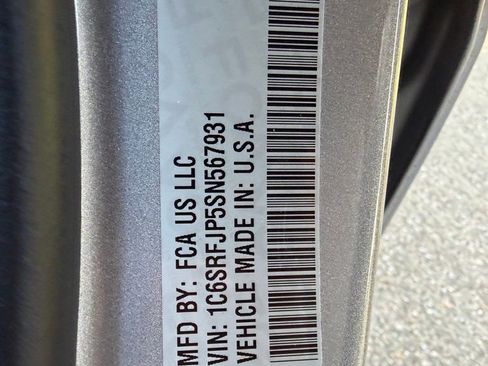 MFD BY: FCA US LLC
VIN: 1C6SRFJP5SN567931
VEHICLE MADE IN: U.S.A.